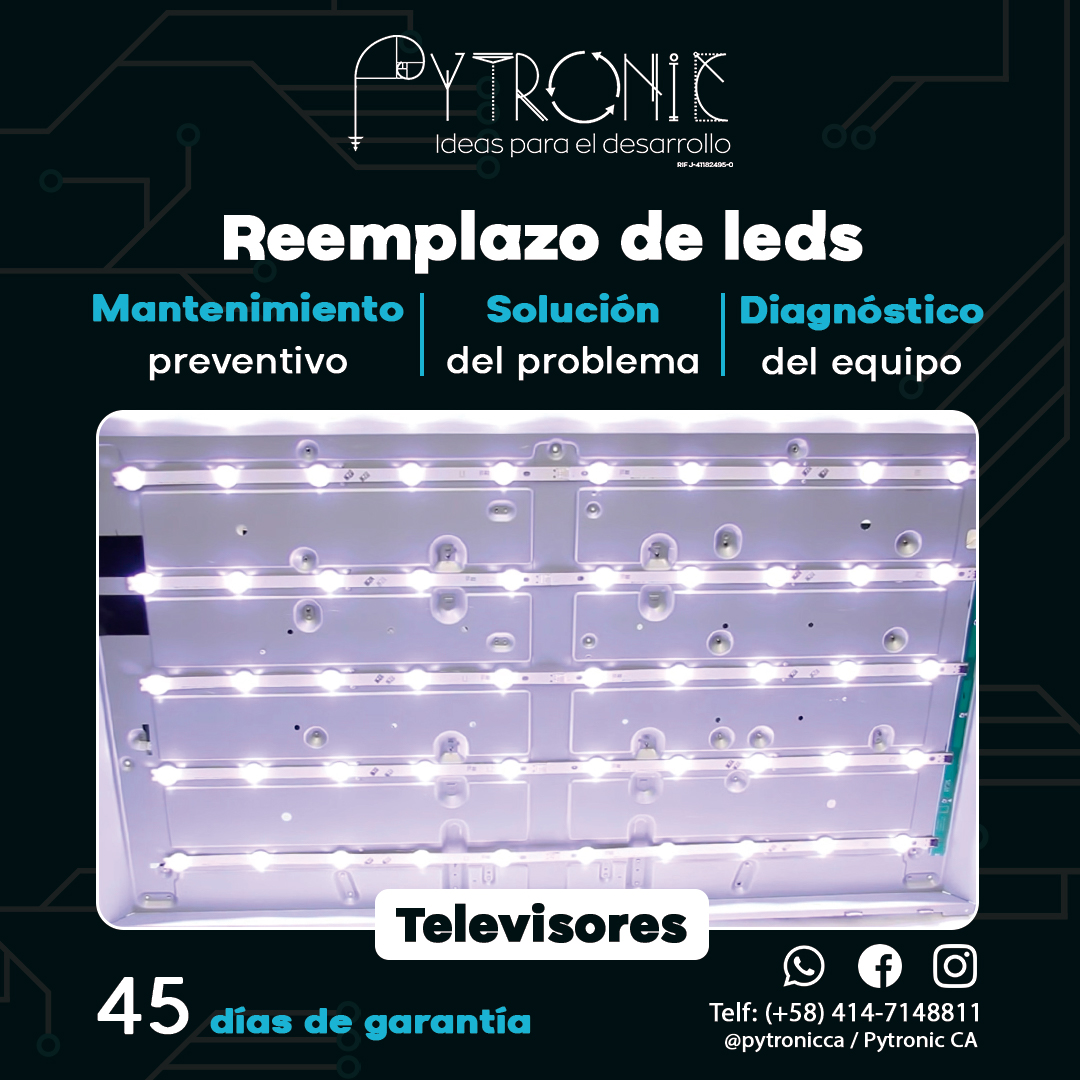 PYTRONIC
Ideas para el desarrollo
RIF J-41182495-0
Reemplazo de leds
Mantenimiento preventivo
Solución del problema
Diagnóstico del equipo
Televisores
45 días de garantía
Telf: (+58) 414-7148811
@pytronicca / Pytronic CA